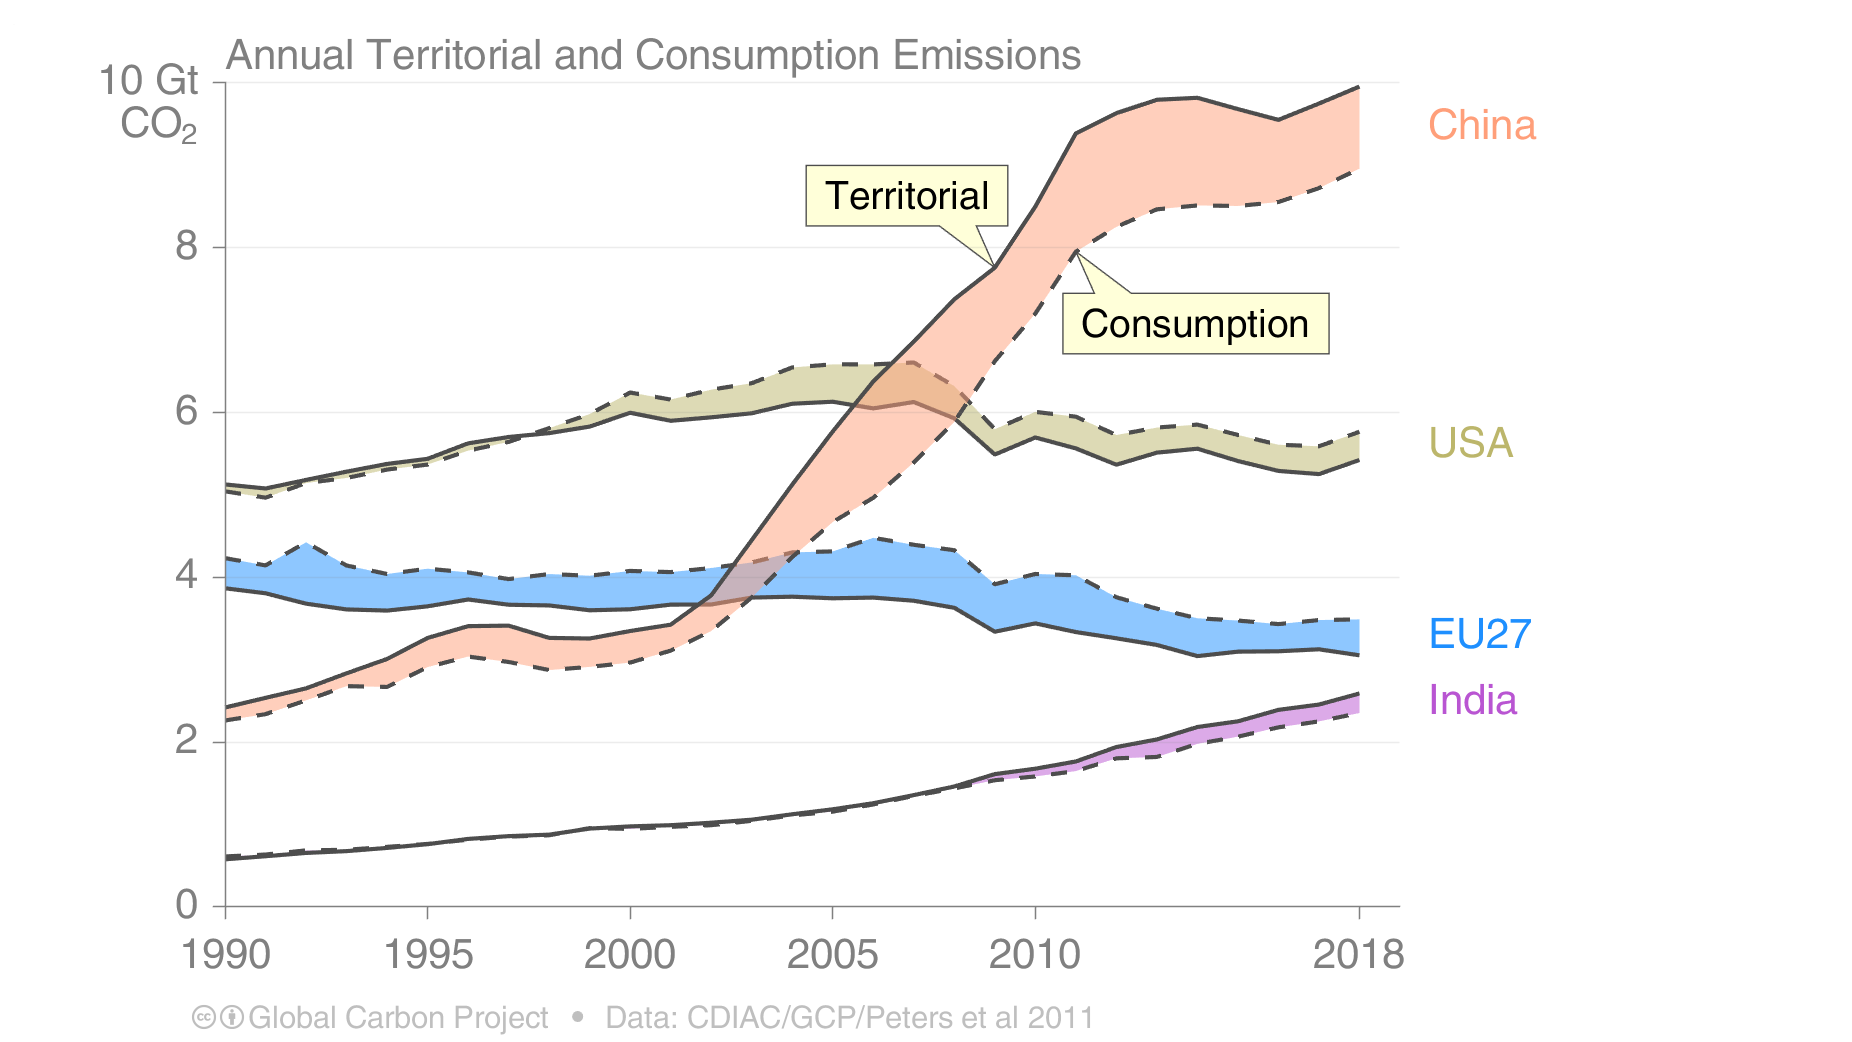 Annual Territorial and Consumption Emissions
10 Gt
CO₂
8
6
4
2
0
Territorial
Consumption
China
USA
EU27
India
1990 1995 2000 2005 2010 2018
cc Global Carbon Project • Data: CDIAC/GCP/Peters et al 2011